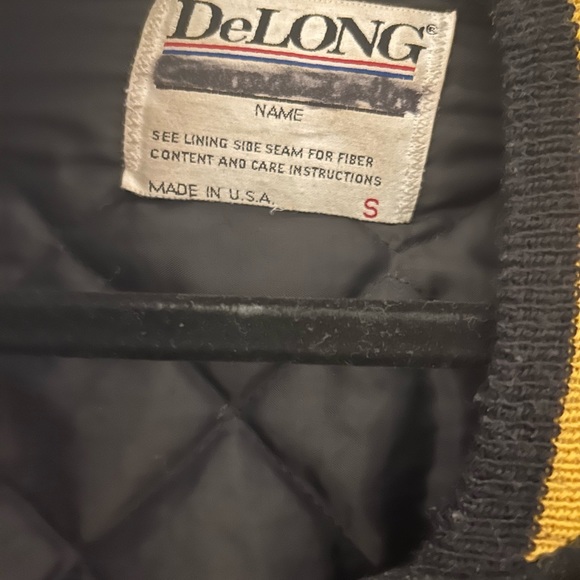 DeLONG®
NAME
SEE LINING SIDE SEAM FOR FIBER
CONTENT AND CARE INSTRUCTIONS
MADE IN U.S.A.
S